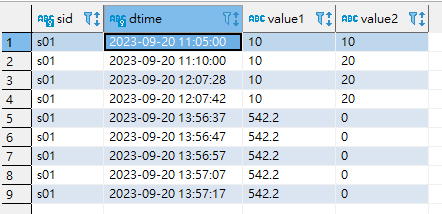 ABC sid ABC dtime ABC value1 ABC value2
1 s01 2023-09-20 11:05:00 10 10
2 s01 2023-09-20 11:10:00 10 20
3 s01 2023-09-20 12:07:28 10 20
4 s01 2023-09-20 12:07:42 10 20
5 s01 2023-09-20 13:56:37 542.2 0
6 s01 2023-09-20 13:56:47 542.2 0
7 s01 2023-09-20 13:56:57 542.2 0
8 s01 2023-09-20 13:57:07 542.2 0
9 s01 2023-09-20 13:57:17 542.2 0